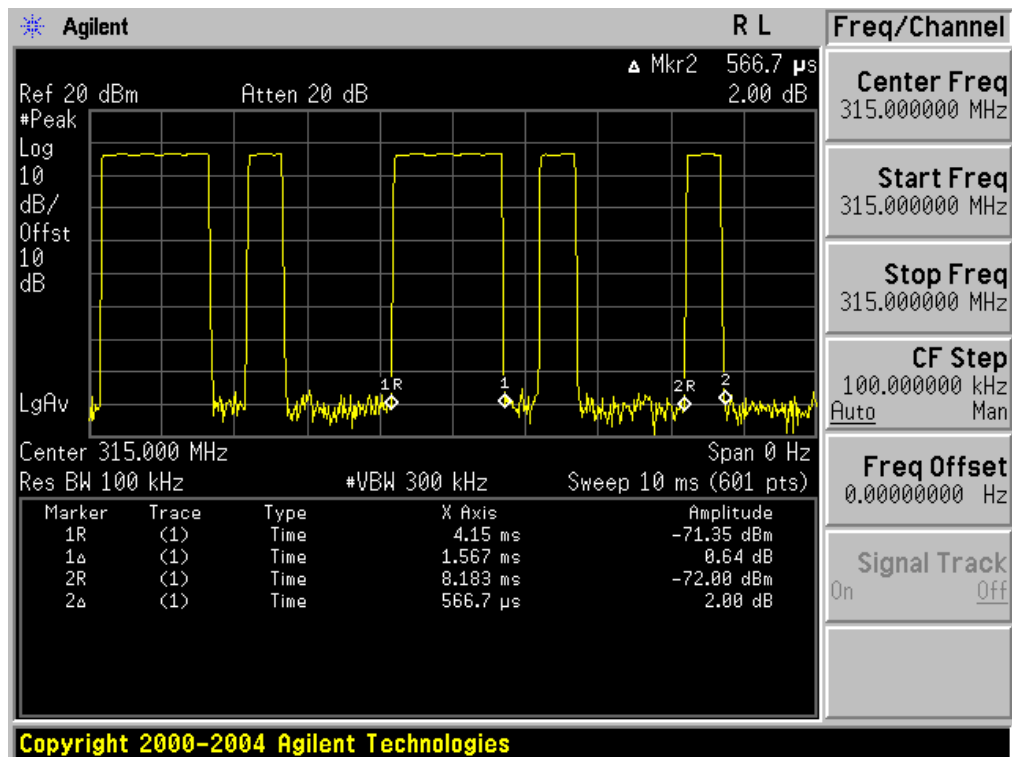 Agilent R L Freq/Channel
▵ Mkr2 566.7 µs
Ref 20 dBm Atten 20 dB 2.00 dB
#Peak
Log
10
dB/
Offst
10
dB
LgAv
1R 1 2R 2
Center 315.000 MHz Span 0 Hz
Res BW 100 kHz #VBW 300 kHz Sweep 10 ms (601 pts)
Marker Trace Type X Axis Amplitude
1R (1) Time 4.15 ms -71.35 dBm
1▵ (1) Time 1.567 ms 0.64 dB
2R (1) Time 8.183 ms -72.00 dBm
2▵ (1) Time 566.7 µs 2.00 dB
Center Freq
315.000000 MHz
Start Freq
315.000000 MHz
Stop Freq
315.000000 MHz
CF Step
100.000000 kHz
Auto Man
Freq Offset
0.00000000 Hz
Signal Track
On Off
Copyright 2000-2004 Agilent Technologies